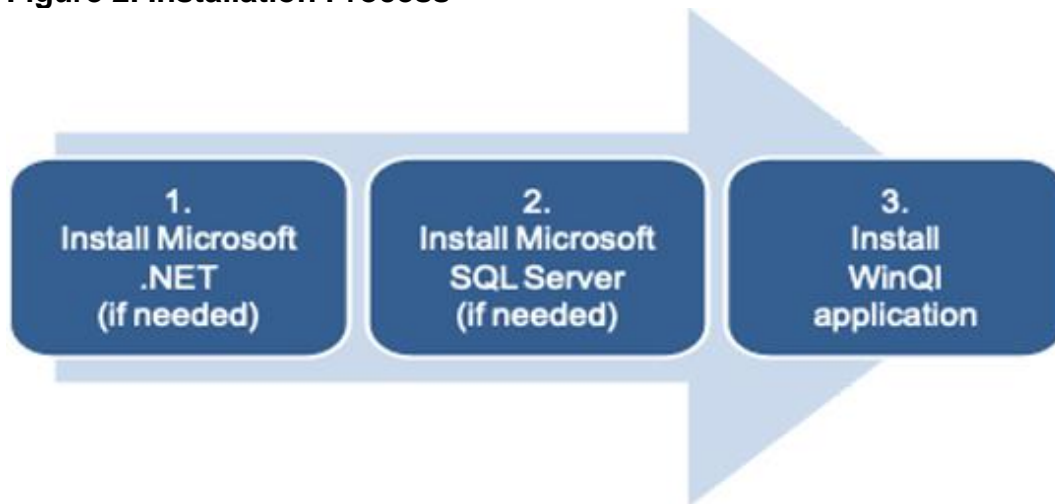 Figure 2. Installation Process
1.
Install Microsoft
.NET
(if needed)
2.
Install Microsoft
SQL Server
(if needed)
3.
Install
WinQI
application